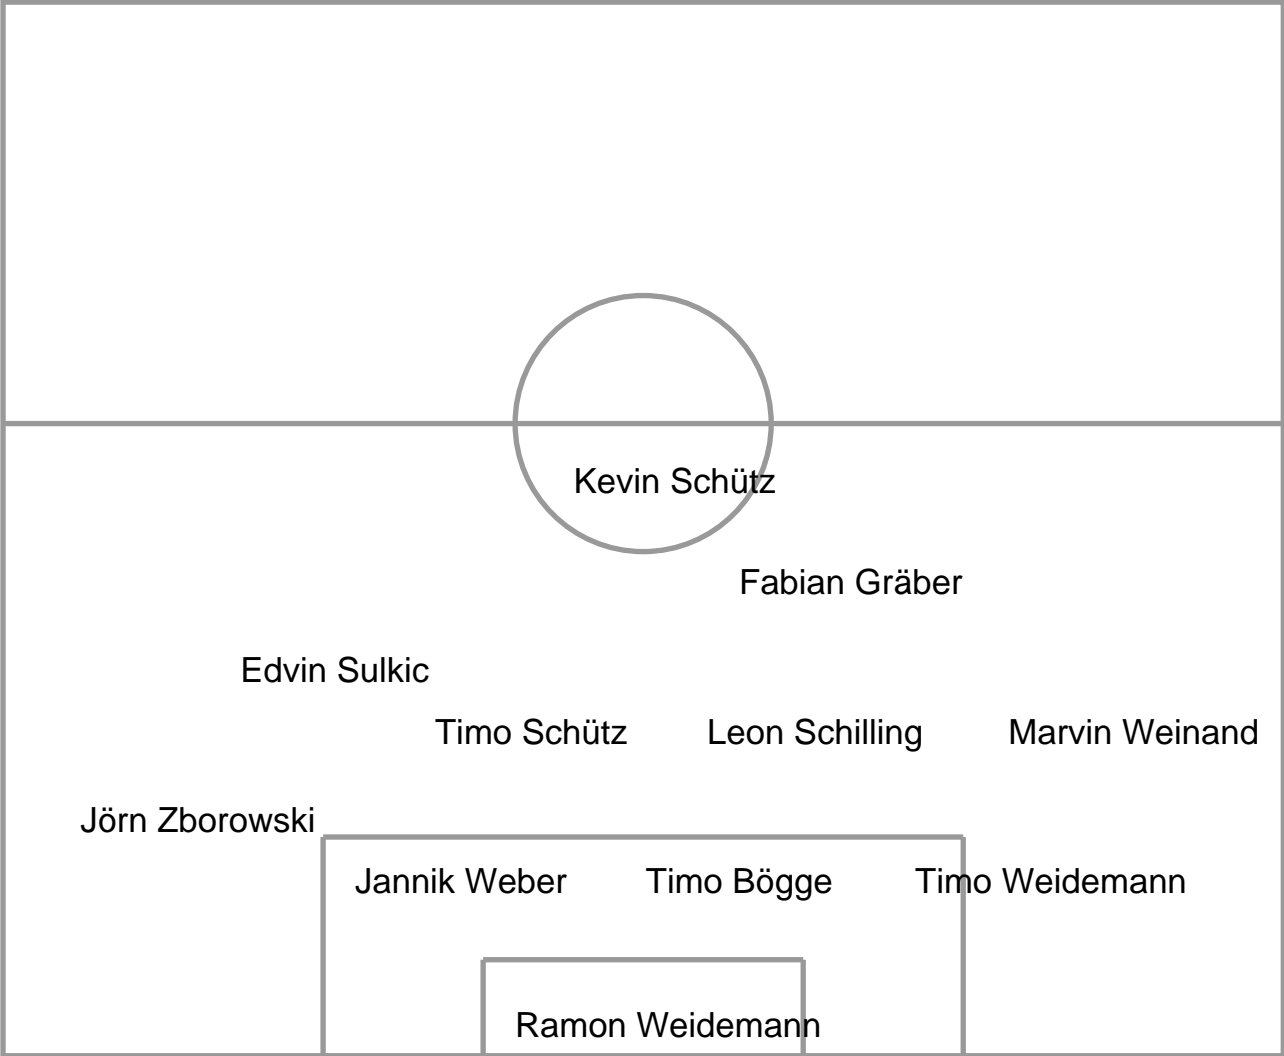 Kevin Schütz
Fabian Gräber
Edvin Sulkic
Timo Schütz
Leon Schilling
Marvin Weinand
Jörn Zborowski
Jannik Weber
Timo Bögge
Timo Weidemann
Ramon Weidemann